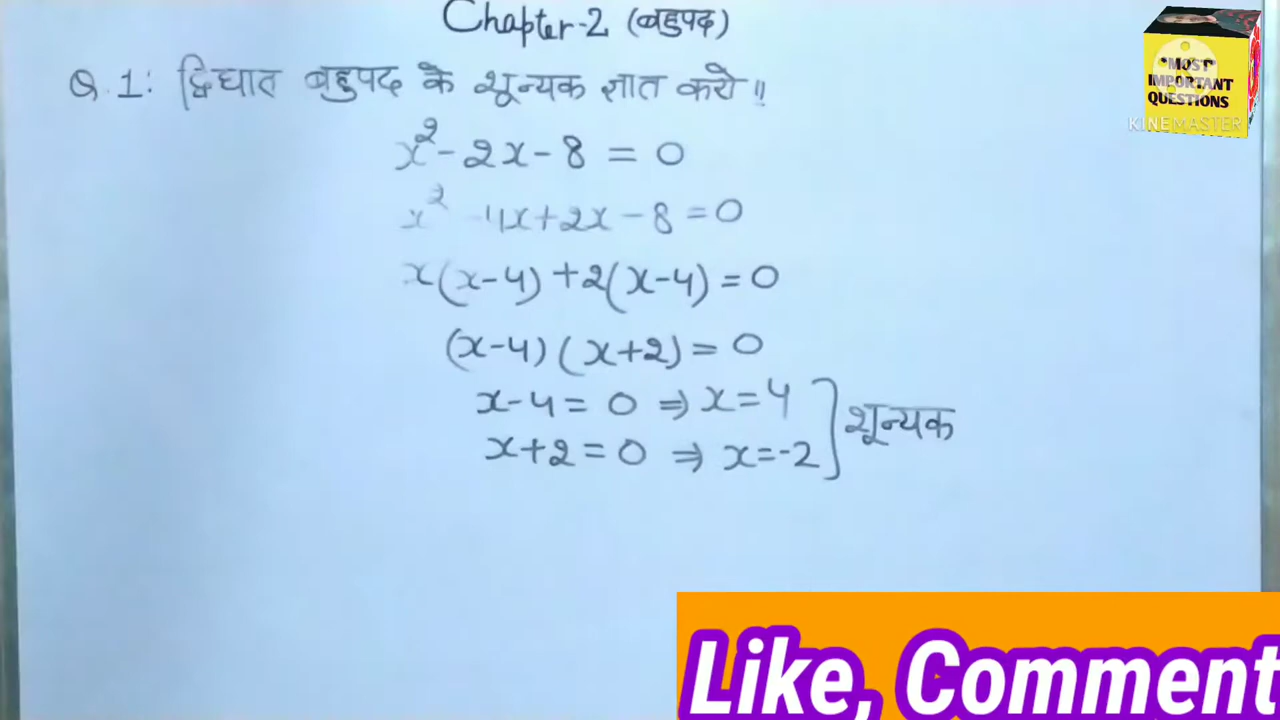 Chapter-2 (बहुपद)
Q.1: द्विघात बहुपद के शून्यक ज्ञात करो !!
x² - 2x - 8 = 0
x² 4x + 2x - 8 = 0
x(x-4) + 2(x-4) = 0
(x-4) (x+2) = 0
x - 4 = 0 ⇒ x = 4
x + 2 = 0 ⇒ x = -2
] शून्यक
"MOST
IMPORTANT
QUESTIONS
KINEMASTER
Like, Comment